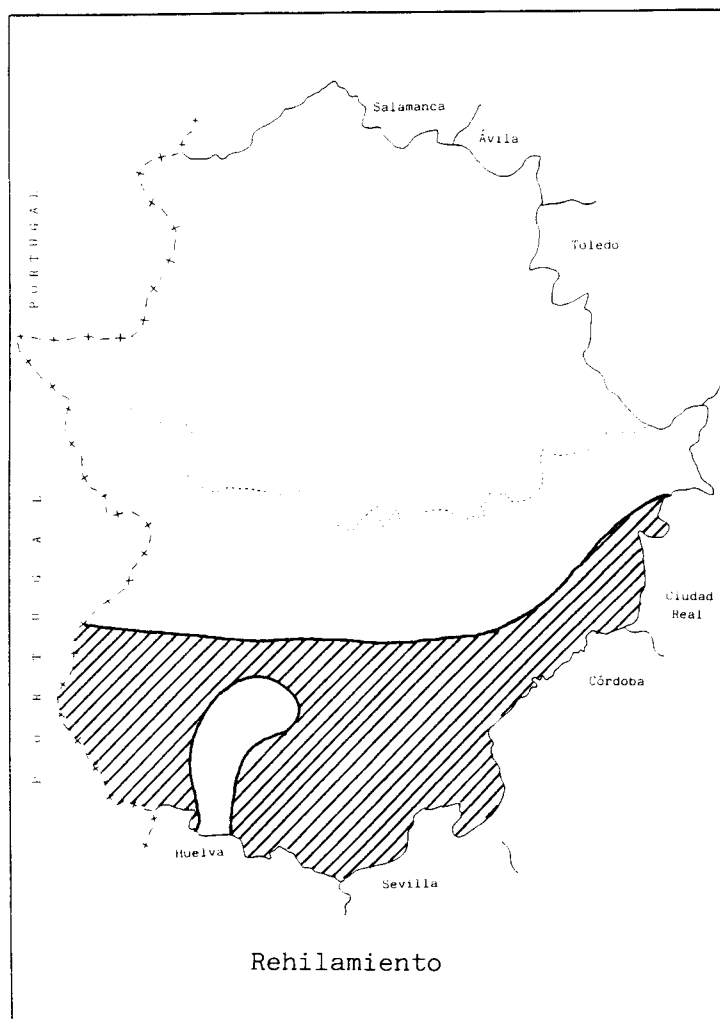 Salamanca
Ávila
PORTUGAL
Toledo
PORTUGAL
Ciudad
Real
Córdoba
Huelva
Sevilla
Rehilamiento